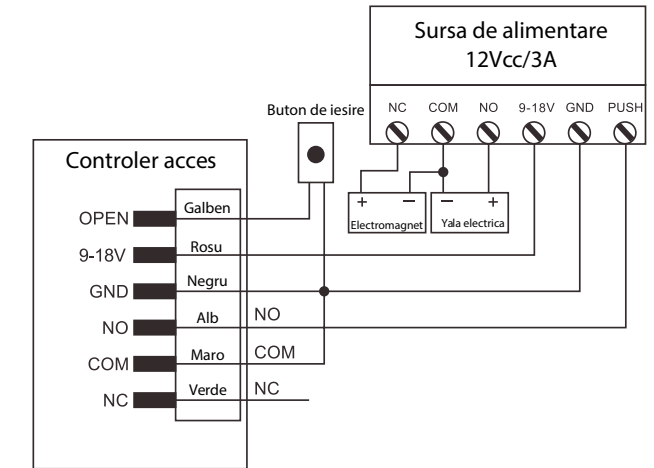 Sursa de alimentare
12Vcc/3A
NC COM NO 9-18V GND PUSH
Buton de iesire
+ − − +
Electromagnet Yala electrica
Controler acces
OPEN Galben
9-18V Rosu
GND Negru
NO Alb NO
COM Maro COM
NC Verde NC